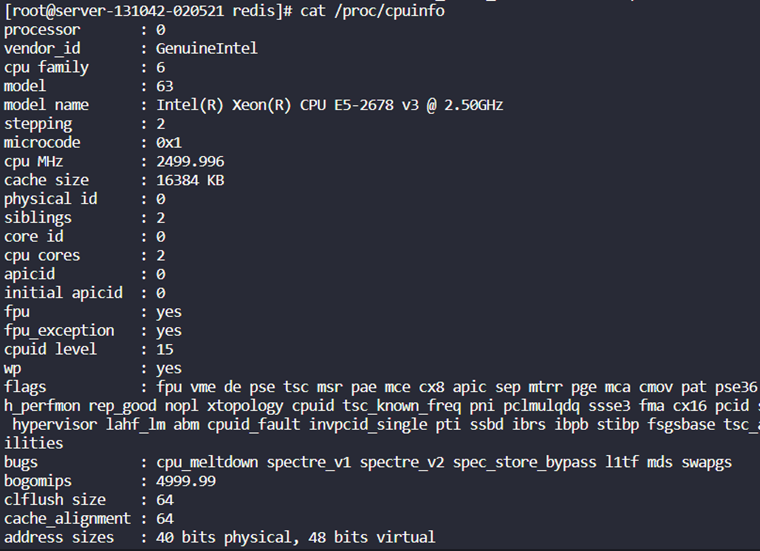 [root@server-131042-020521 redis]# cat /proc/cpuinfo
processor : 0
vendor_id : GenuineIntel
cpu family : 6
model : 63
model name : Intel(R) Xeon(R) CPU E5-2678 v3 @ 2.50GHz
stepping : 2
microcode : 0x1
cpu MHz : 2499.996
cache size : 16384 KB
physical id : 0
siblings : 2
core id : 0
cpu cores : 2
apicid : 0
initial apicid : 0
fpu : yes
fpu_exception : yes
cpuid level : 15
wp : yes
flags : fpu vme de pse tsc msr pae mce cx8 apic sep mtrr pge mca cmov pat pse36
h_perfmon rep_good nopl xtopology cpuid tsc_known_freq pni pclmulqdq ssse3 fma cx16 pcid
hypervisor lahf_lm abm cpuid_fault invpcid_single pti ssbd ibrs ibpb stibp fsgsbase tsc_a
ilities
bugs : cpu_meltdown spectre_v1 spectre_v2 spec_store_bypass l1tf mds swapgs
bogomips : 4999.99
clflush size : 64
cache_alignment : 64
address sizes : 40 bits physical, 48 bits virtual